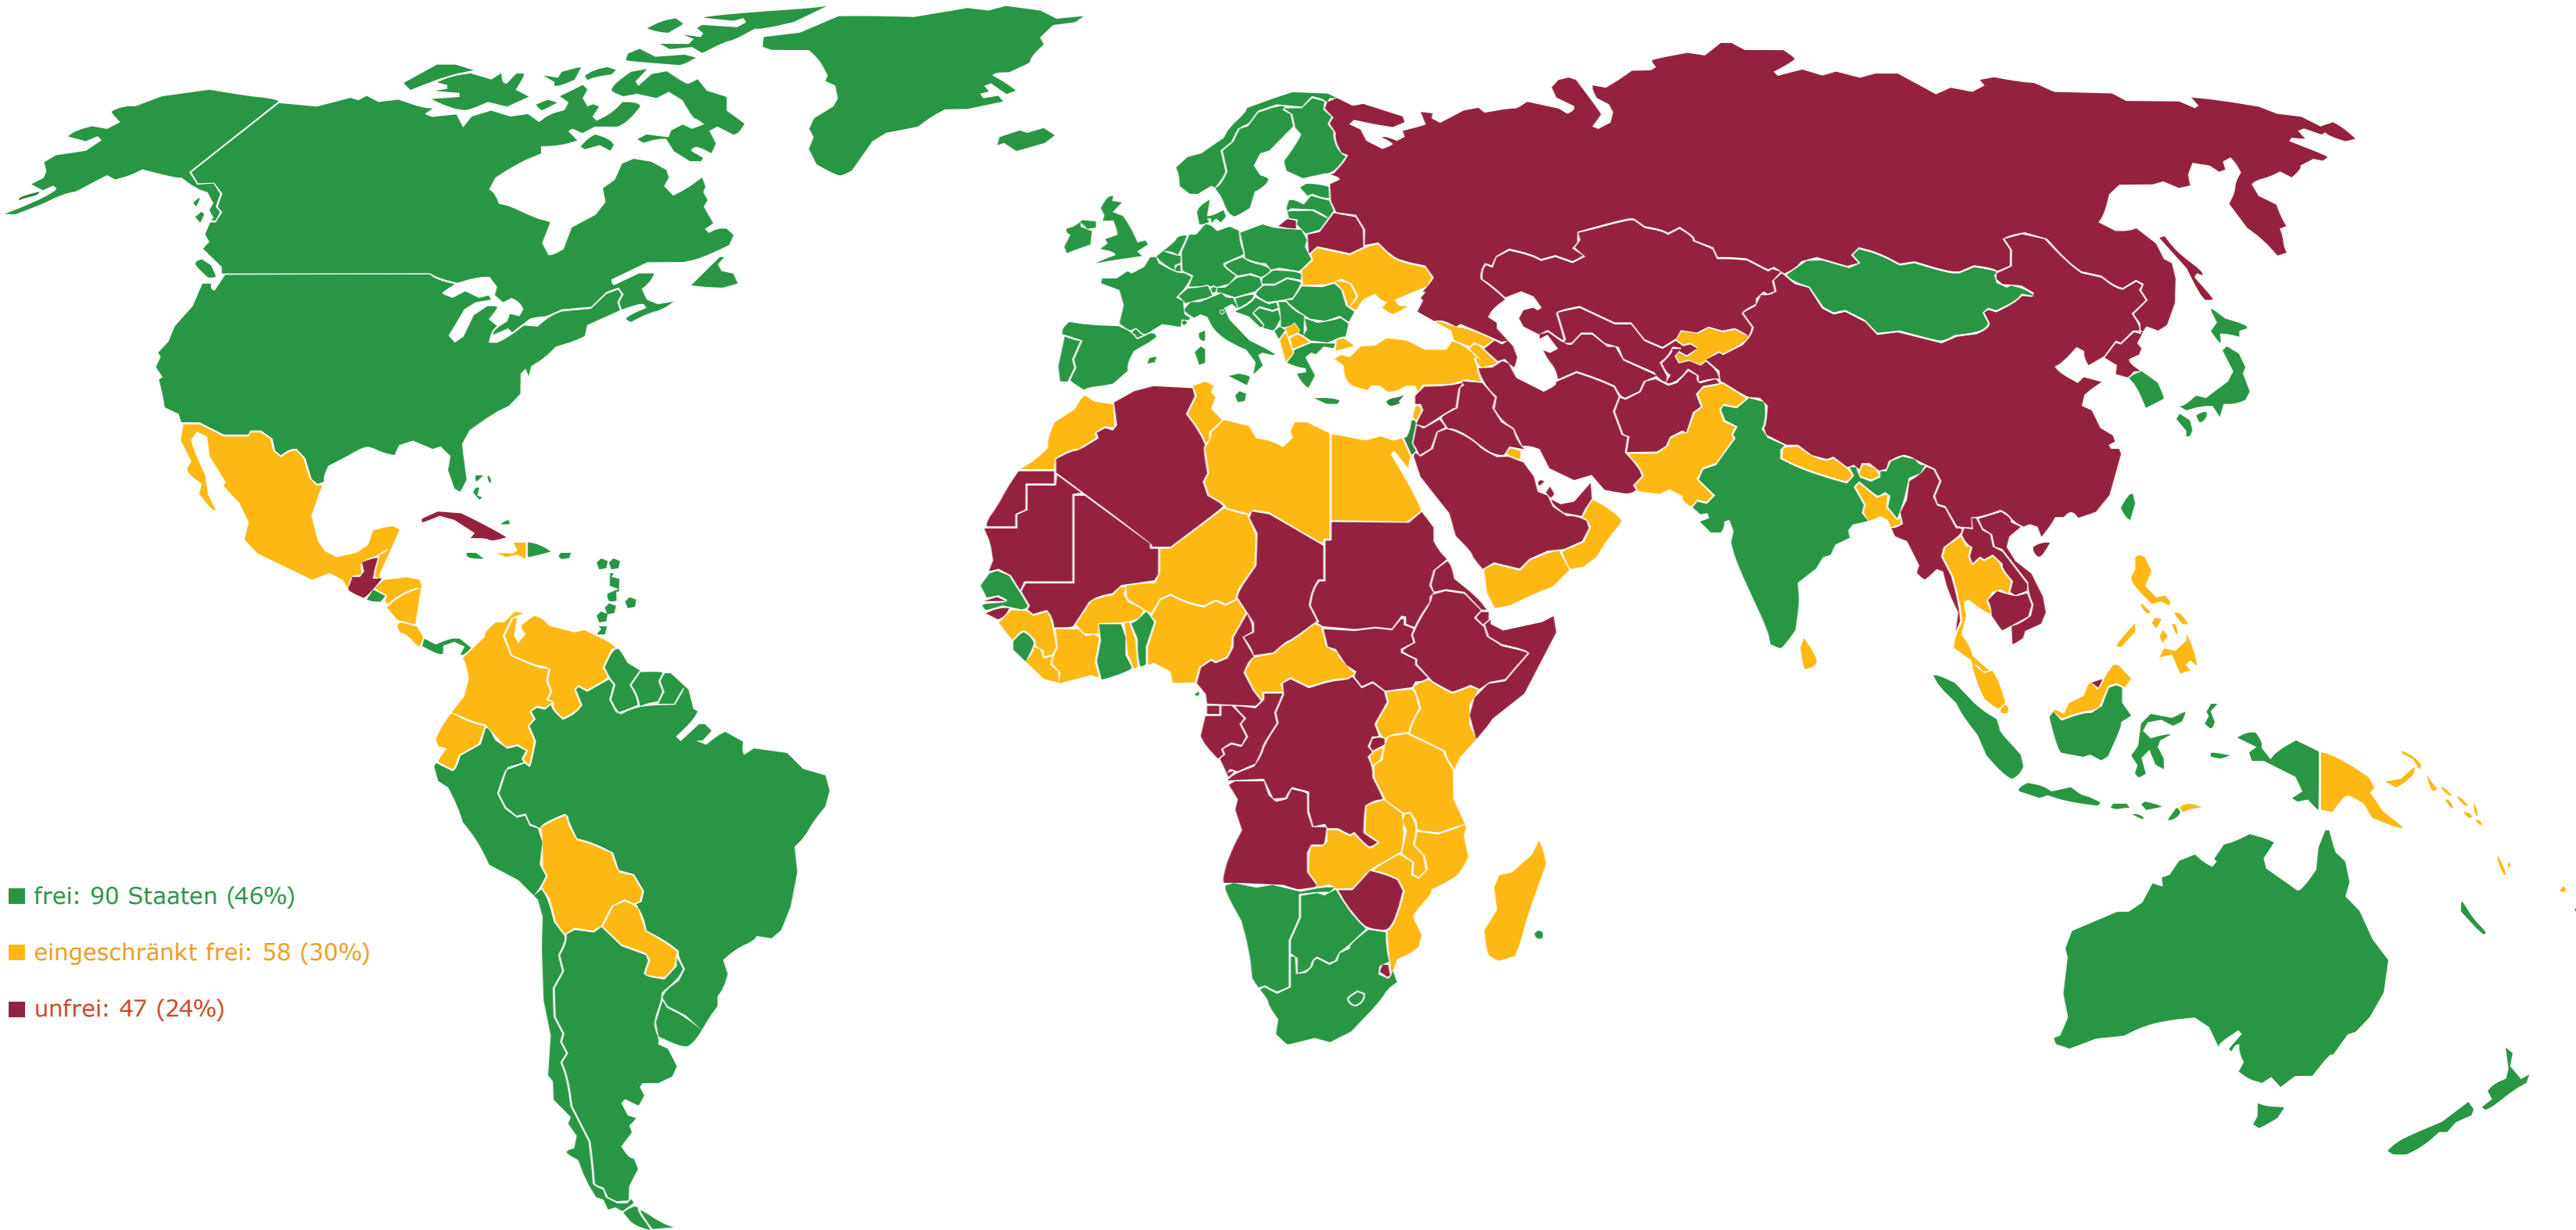 frei: 90 Staaten (46%)
eingeschränkt frei: 58 (30%)
unfrei: 47 (24%)